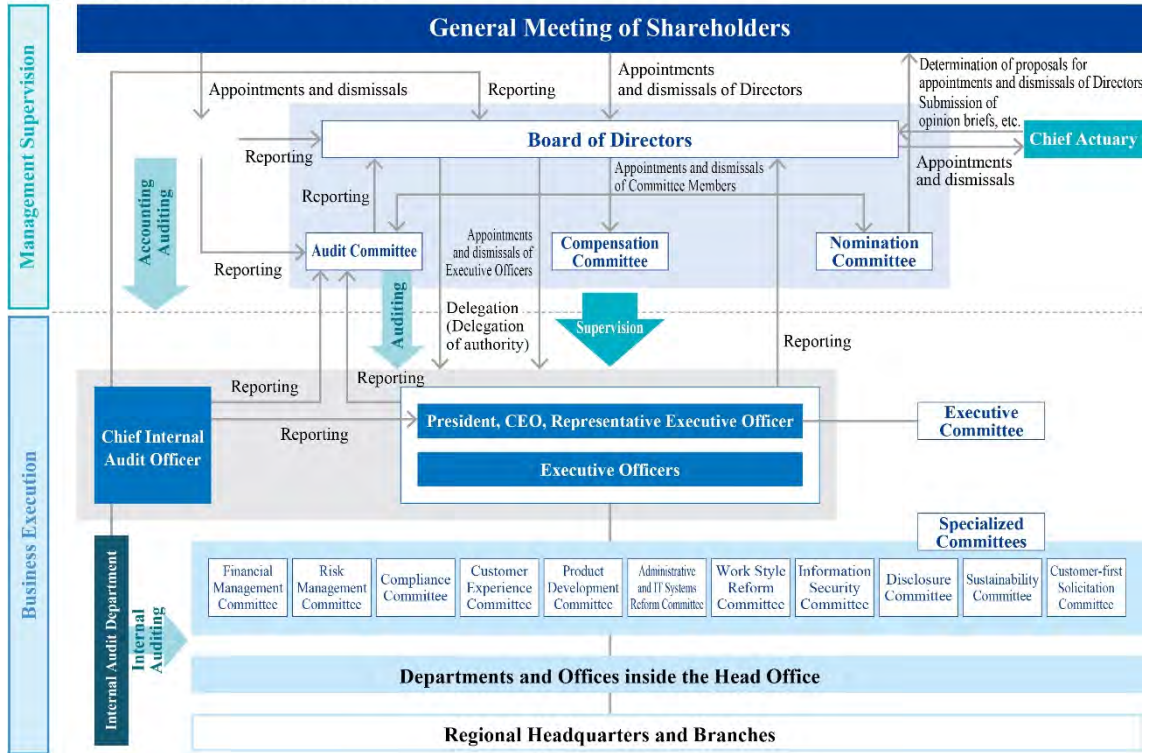 Management Supervision
General Meeting of Shareholders
Appointments and dismissals
Reporting
Appointments
and dismissals of Directors
Determination of proposals for
appointments and dismissals of Directors
Submission of
opinion briefs, etc.
Chief Actuary
Appointments
and dismissals
Board of Directors
Reporting
Accounting
Auditing
Reporting
Appointments and dismissals
of Committee Members
Audit Committee
Appointments
and dismissals of
Executive Officers
Compensation
Committee
Nomination
Committee
Reporting
Auditing
Delegation
(Delegation
of authority)
Supervision
Reporting
Business Execution
Reporting
Reporting
Chief Internal
Audit Officer
Reporting
President, CEO, Representative Executive Officer
Executive Officers
Executive
Committee
Specialized
Committees
Internal Audit Department
Internal
Auditing
Financial
Management
Committee
Risk
Management
Committee
Compliance
Committee
Customer
Experience
Committee
Product
Development
Committee
Administrative
and IT Systems
Reform Committee
Work Style
Reform
Committee
Information
Security
Committee
Disclosure
Committee
Sustainability
Committee
Customer-first
Solicitation
Committee
Departments and Offices inside the Head Office
Regional Headquarters and Branches